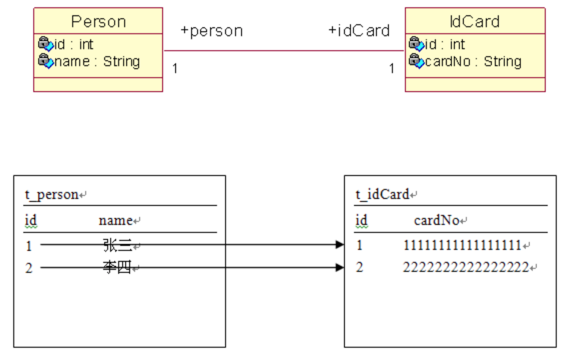 Person
id : int
name : String
+person
1
+idCard
1
IdCard
id : int
cardNo : String
t_person
id name
1 张三
2 李四
t_idCard
id cardNo
1 11111111111111111
2 2222222222222222